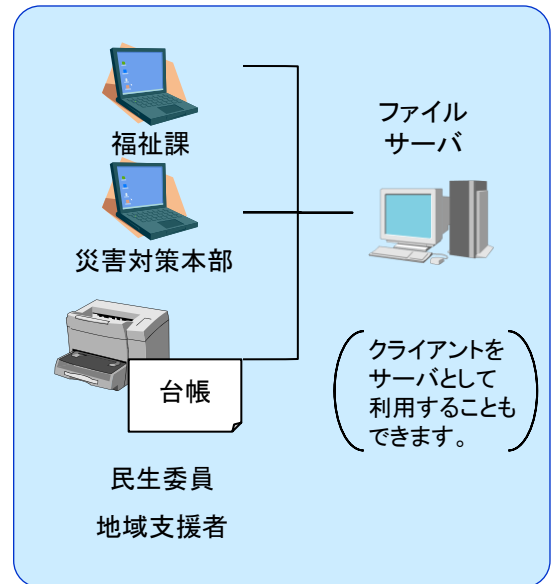 福祉課
災害対策本部
台帳
民生委員
地域支援者
ファイル
サーバ
クライアントを
サーバとして
利用することも
できます。